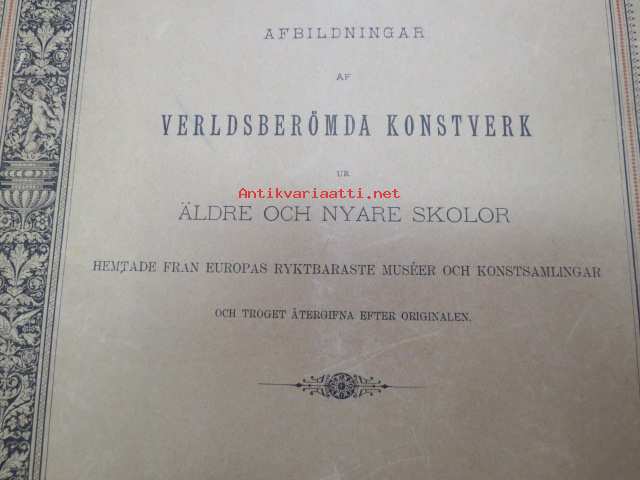 AFBILDNINGAR
AF
VERLDSBERÖMDA KONSTVERK
UR
Antikvariaatti.net
ÄLDRE OCH NYARE SKOLOR
HEMTADE FRÅN EUROPAS RYKTBARASTE MUSÉER OCH KONSTSAMLINGAR
OCH TROGET ÅTERGIFNA EFTER ORIGINALEN.